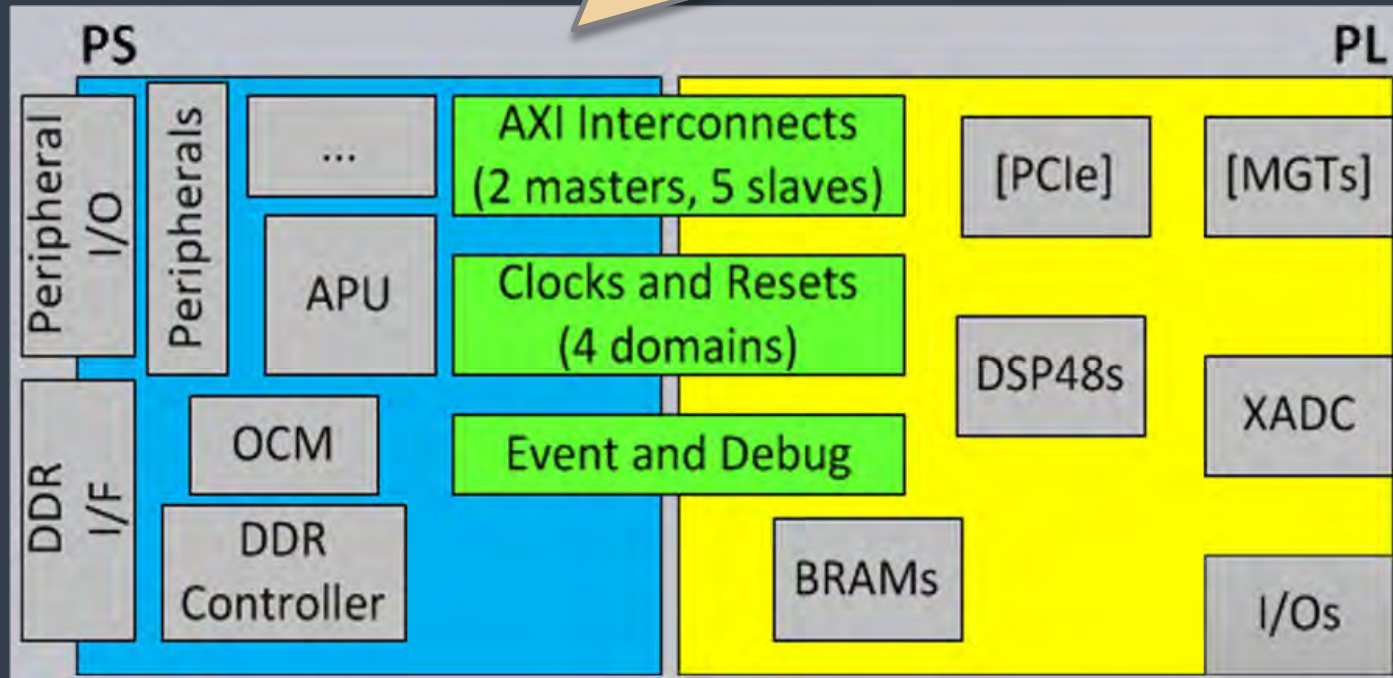 PS
PL
Peripheral
I/O
Peripherals
...
AXI Interconnects
(2 masters, 5 slaves)
[PCIe]
[MGTs]
APU
Clocks and Resets
(4 domains)
DSP48s
XADC
DDR
I/F
OCM
Event and Debug
DDR
Controller
BRAMs
I/Os